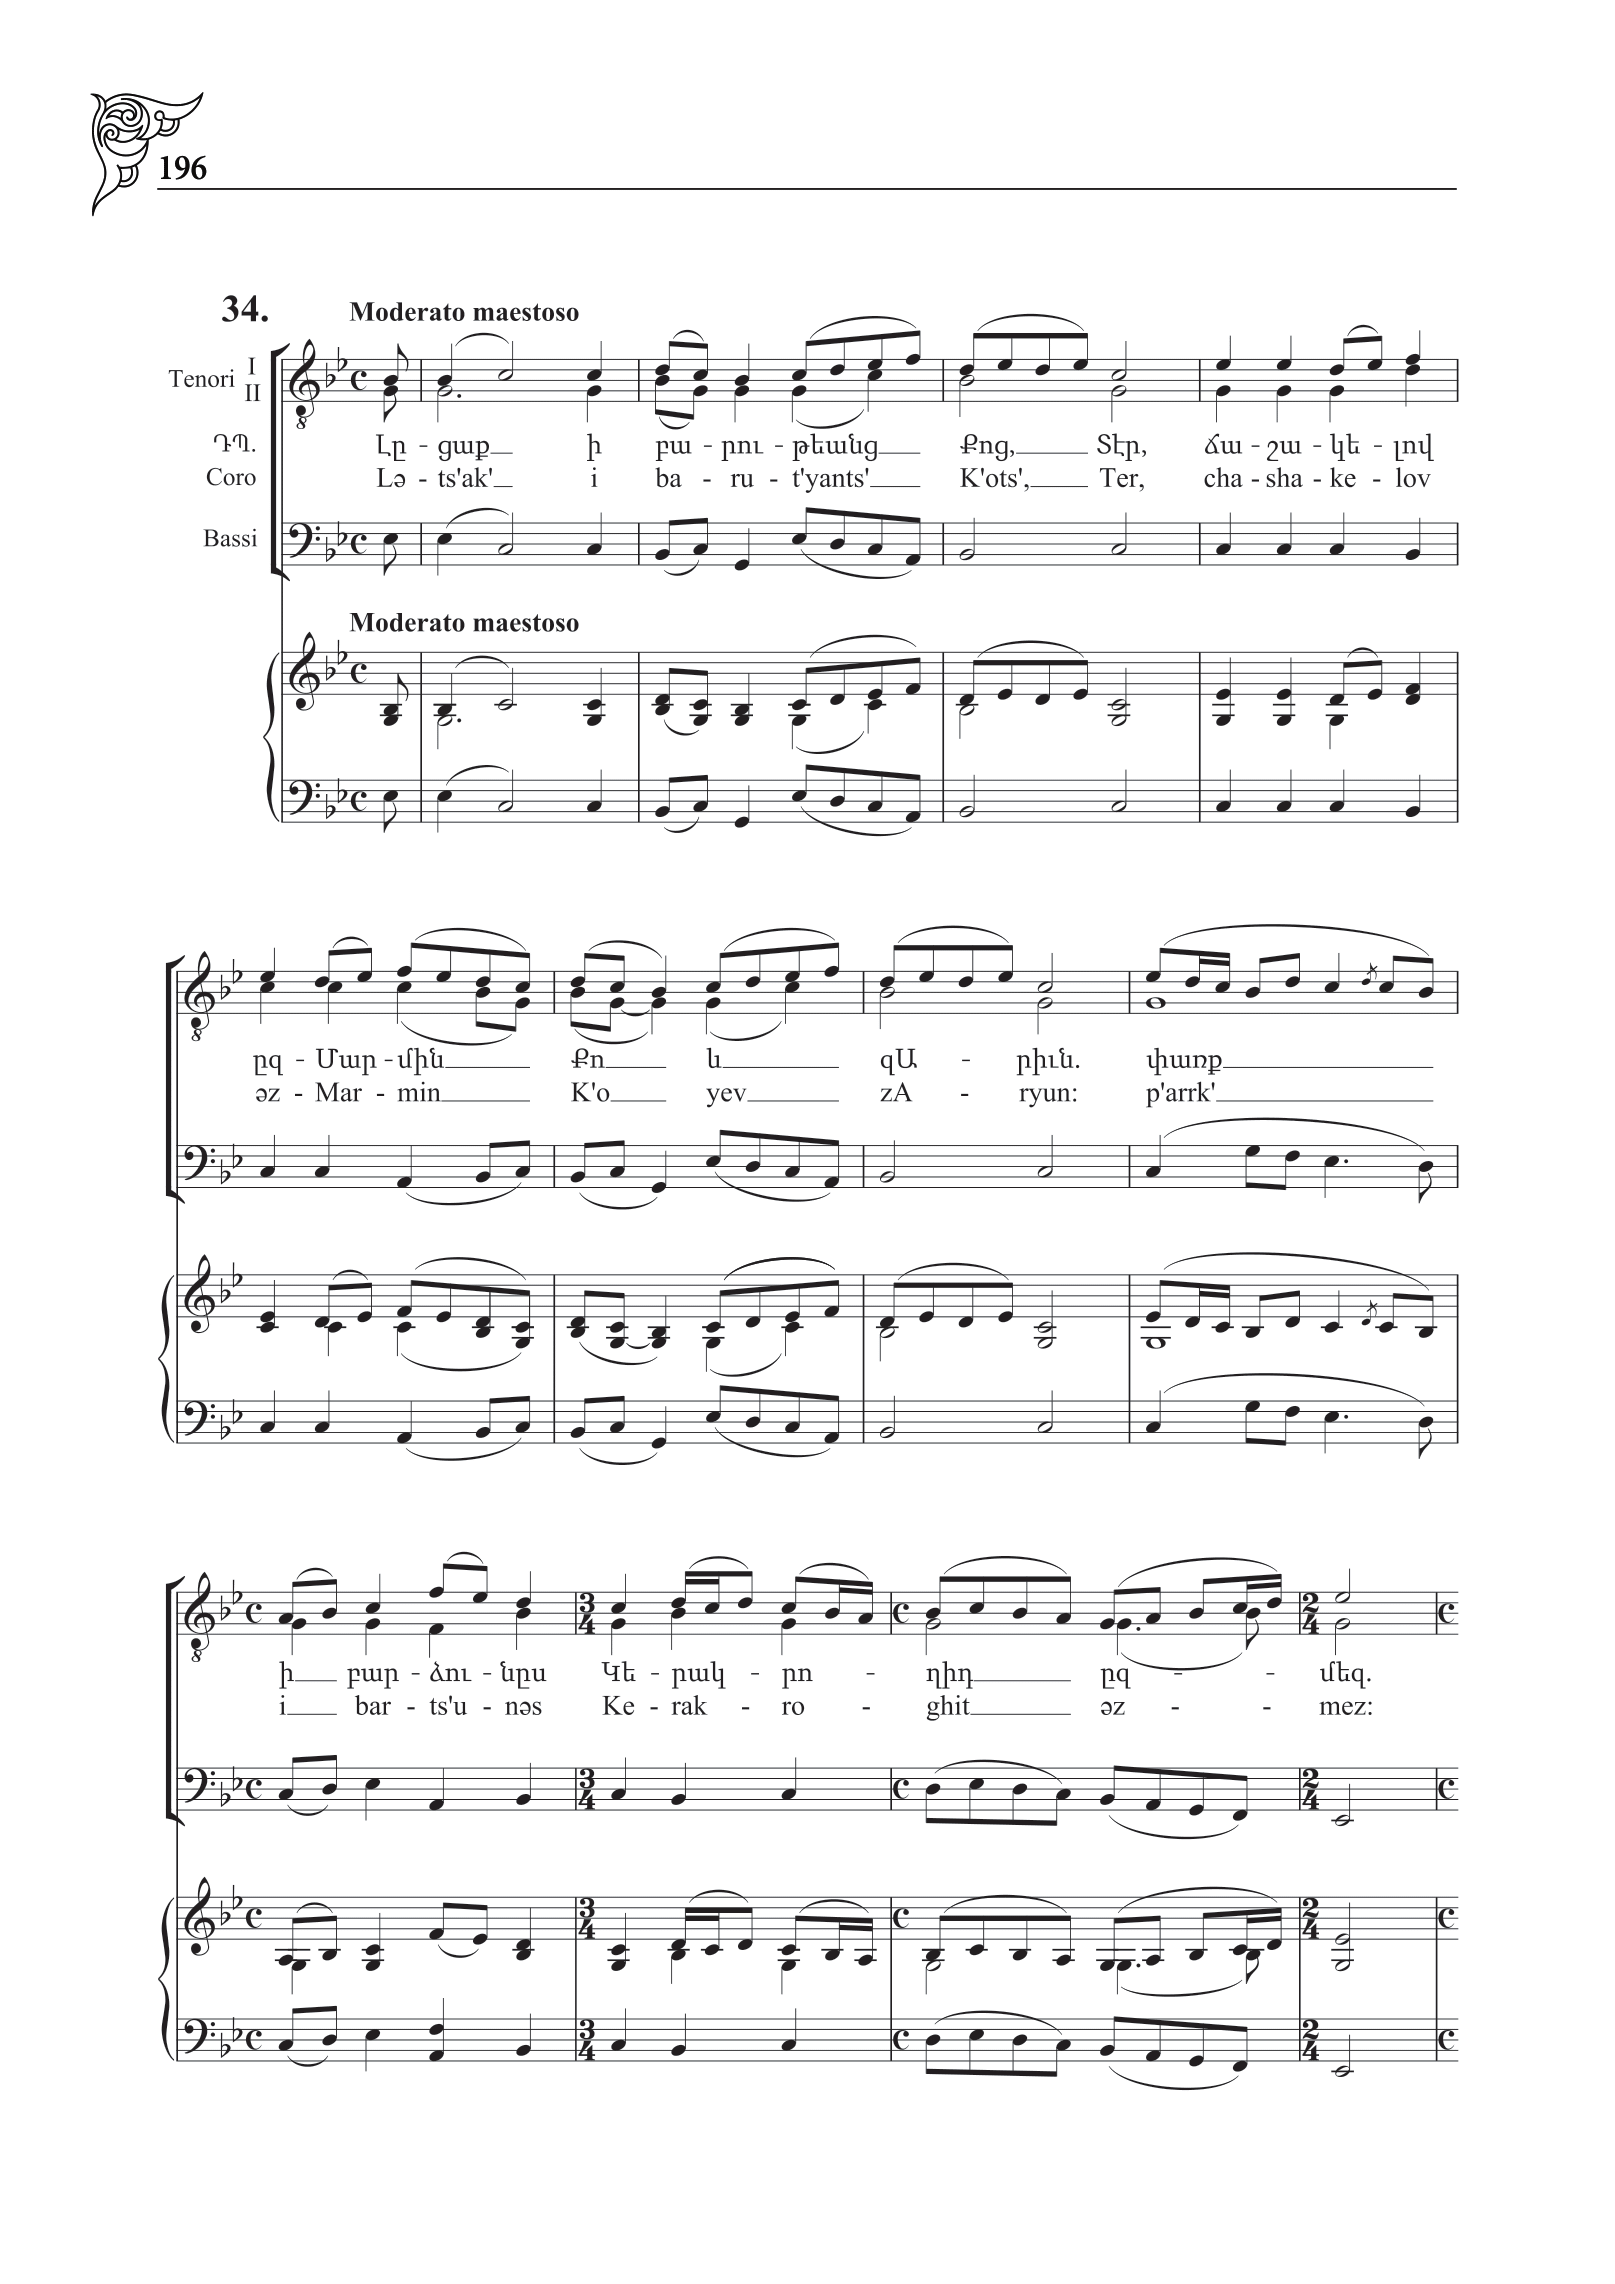 196
34. Moderato maestoso
Tenori I
II
ԴՊ. Լը - ցաք ի բա - րու - թեանց Քոց, Տէր, ճա - շա - կե - լով
Coro Lə - ts'ak' i ba - ru - t'yants' K'ots', Ter, cha - sha - ke - lov
Bassi
Moderato maestoso
ըզ - Մար - մին Քո և զԱ - րիւն. փառք
əz - Mar - min K'o yev zA - ryun: p'arrk'
ի բար - ձու - նըս Կե - րակ - րո - ղիդ ըզ - - մեզ.
i bar - ts'u - nəs Ke - rak - ro - ghit əz - - mez: